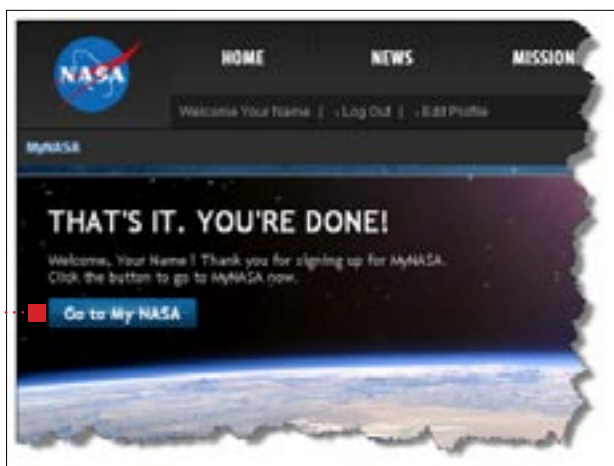 NASA
HOME NEWS MISSION
Welcome Your Name | Log Out | Edit Profile
MyNASA
THAT'S IT. YOU'RE DONE!
Welcome, Your Name ! Thank you for signing up for MyNASA.
Click the button to go to MyNASA now.
Go to My NASA